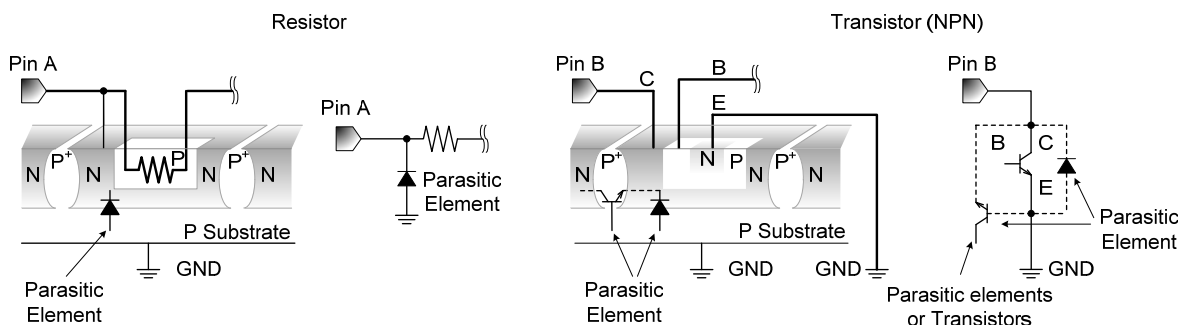 Resistor
Pin A
N
P+
N
P
N
P+
N
P Substrate
GND
Parasitic
Element
Pin A
Parasitic
Element
Transistor (NPN)
Pin B
C
B
E
N
P+
N
N
P
N
P+
N
P Substrate
GND
GND
Parasitic
Element
Pin B
B
C
E
Parasitic
Element
GND
Parasitic elements
or Transistors